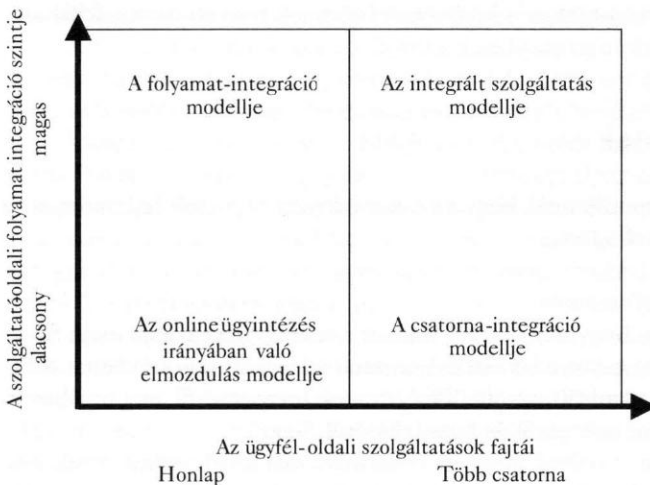 A szolgáltatóoldali folyamat integráció szintje
alacsony magas
A folyamat-integráció
modellje
Az integrált szolgáltatás
modellje
Az online ügyintézés
irányában való
elmozdulás modellje
A csatorna-integráció
modellje
Az ügyfél-oldali szolgáltatások fajtái
Honlap Több csatorna